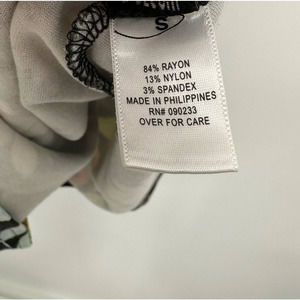 S
84% RAYON
13% NYLON
3% SPANDEX
MADE IN PHILIPPINES
RN# 090233
OVER FOR CARE